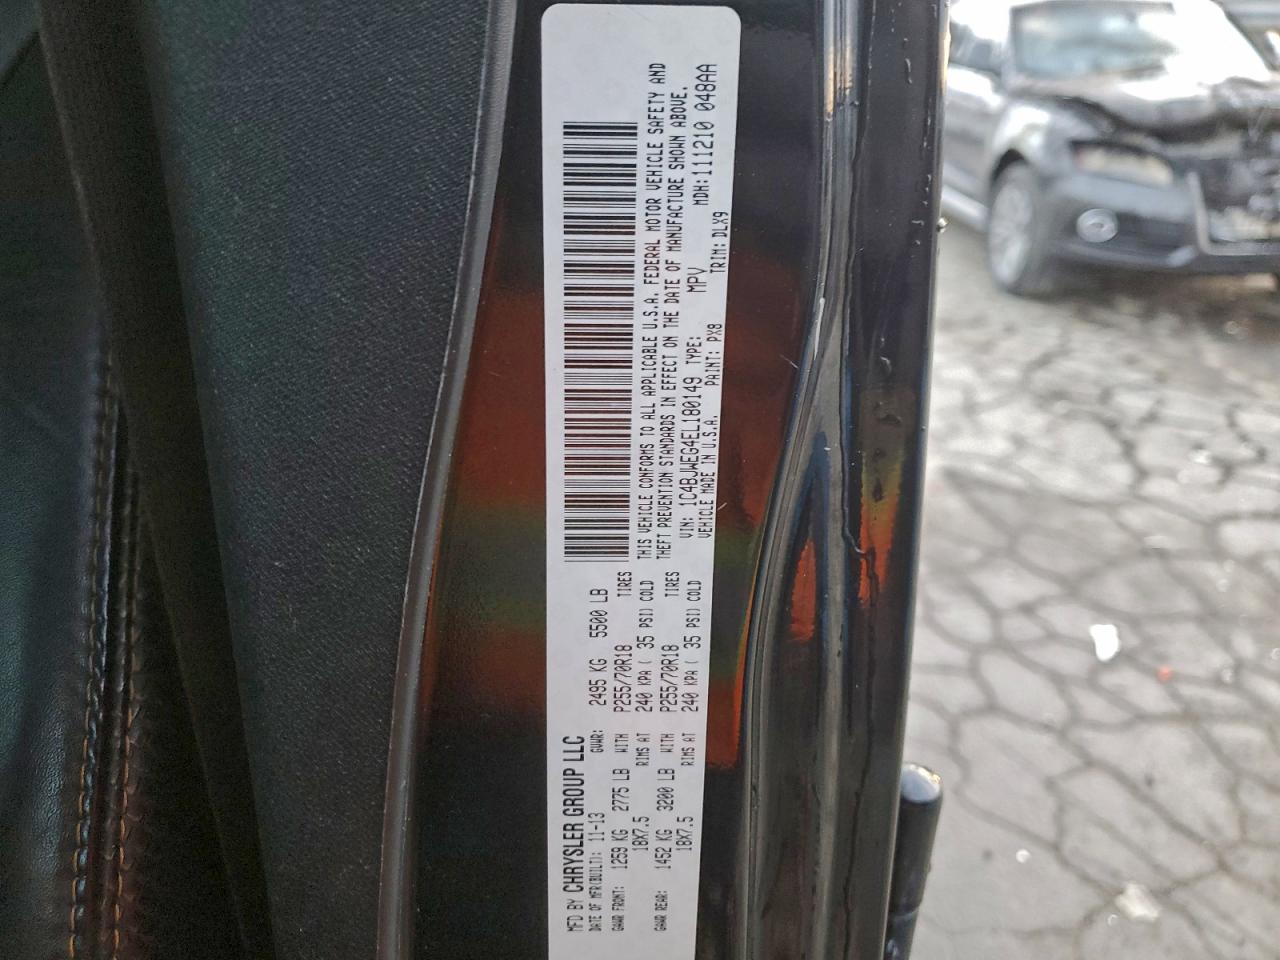 MFD BY CHRYSLER GROUP LLC
DATE OF MFR(BUILT): 11-13 GVWR: 2495 KG 5500 LB
GAWR FRONT: 1259 KG 2775 LB WITH P255/70R18 TIRES
18X7.5 RIMS AT 240 KPA ( 35 PSI) COLD
GAWR REAR: 1452 KG 3200 LB WITH P255/70R18 TIRES
18X7.5 RIMS AT 240 KPA ( 35 PSI) COLD
THIS VEHICLE CONFORMS TO ALL APPLICABLE U.S.A. FEDERAL MOTOR VEHICLE SAFETY AND
THEFT PREVENTION STANDARDS IN EFFECT ON THE DATE OF MANUFACTURE SHOWN ABOVE.
VIN: 1C4BJWEG4EL180149 TYPE: MPV MDH:111210 048AA
VEHICLE MADE IN U.S.A. PAINT: PX8 TRIM: DLX9